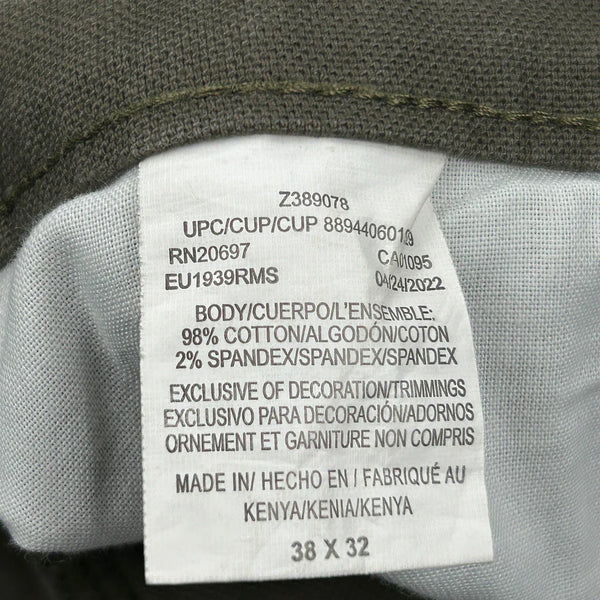 Z389078
UPC/CUP/CUP
RN20697
EU1939RMS 04/24/2022
BODY/CUERPO/L'ENSEMBLE:
98% COTTON/ALGODÓN/COTON
2% SPANDEX/SPANDEX/SPANDEX
EXCLUSIVE OF DECORATION/TRIMMINGS
EXCLUSIVO PARA DECORACIÓN/ADORNOS
ORNEMENT ET GARNITURE NON COMPRIS
MADE IN/ HECHO EN / FABRIQUÉ AU
KENYA/KENIA/KENYA
38 X 32